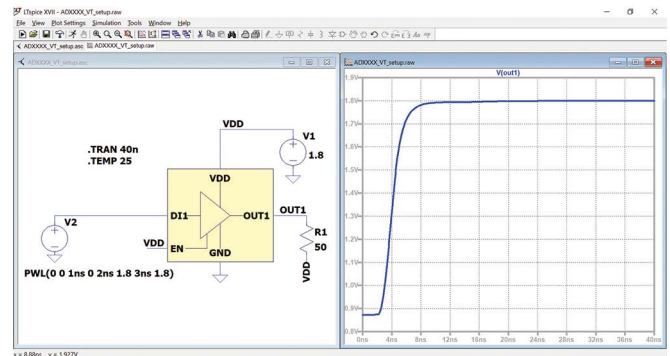 LTspice XVII - ADXXXX_VT_setup.raw
File View Plot Settings Simulation Tools Window Help
ADXXXX_VT_setup.asc ADXXXX_VT_setup.raw
ADXXXX_VT_setup.asc
.TRAN 40n
.TEMP 25
VDD
V1
1.8
VDD
V2
DI1
OUT1
OUT1
R1
50
VDD
EN
GND
VDD
PWL(0 0 1ns 0 2ns 1.8 3ns 1.8)
ADXXXX_VT_setup.raw
V(out1)
1.9V
1.8V
1.7V
1.6V
1.5V
1.4V
1.3V
1.2V
1.1V
1.0V
0.9V
0.8V
0ns 4ns 8ns 12ns 16ns 20ns 24ns 28ns 32ns 36ns 40ns
x = 8.88ns y = 1.927V